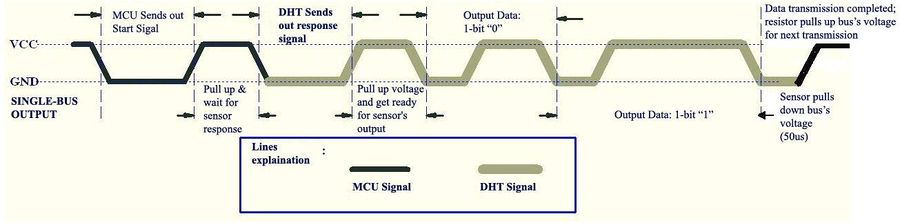 MCU Sends out
Start Sigal
DHT Sends
out response
signal
Output Data:
1-bit “0”
Data transmission completed;
resistor pulls up bus’s voltage
for next transmission
VCC
GND
SINGLE-BUS
OUTPUT
Pull up &
wait for
sensor
response
Pull up voltage
and get ready
for sensor's
output
Output Data: 1-bit “1”
Sensor pulls
down bus’s
voltage
(50us)
Lines :
explaination
MCU Signal
DHT Signal